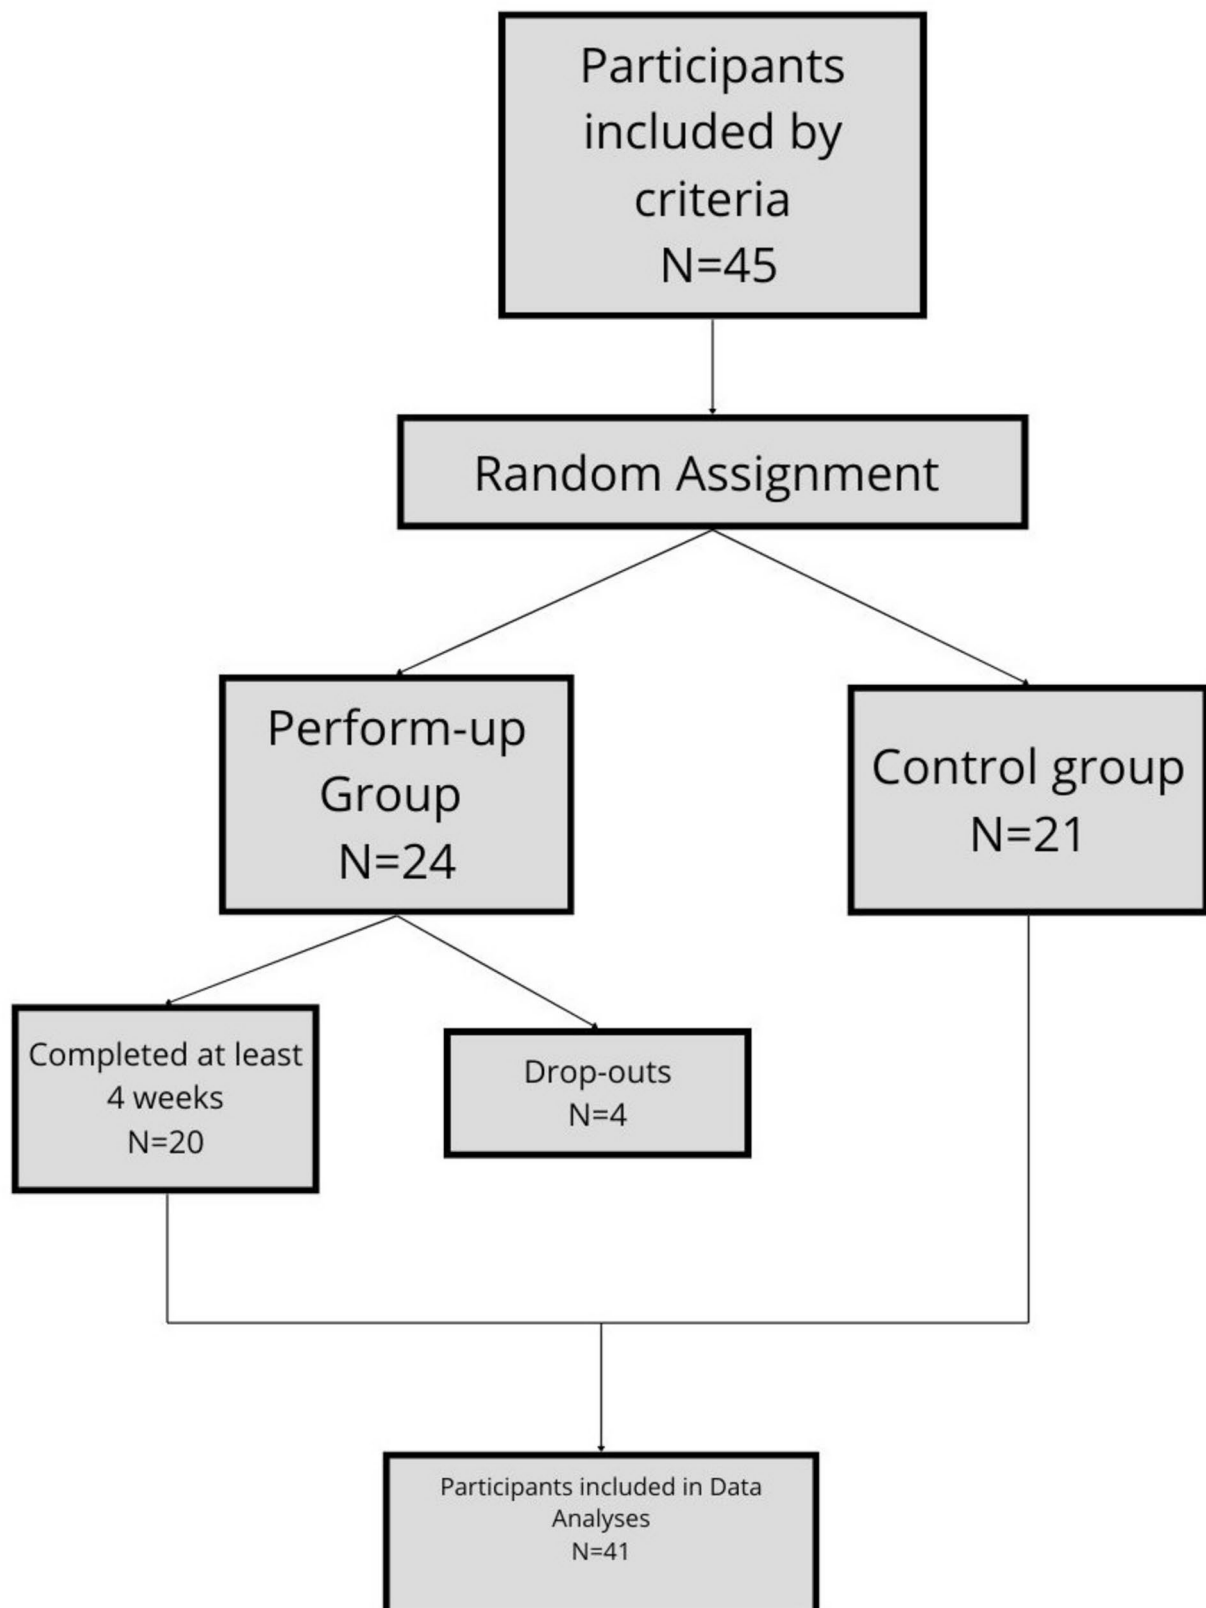 Participants
included by
criteria
N=45
Random Assignment
Perform-up
Group
N=24
Control group
N=21
Completed at least
4 weeks
N=20
Drop-outs
N=4
Participants included in Data
Analyses
N=41